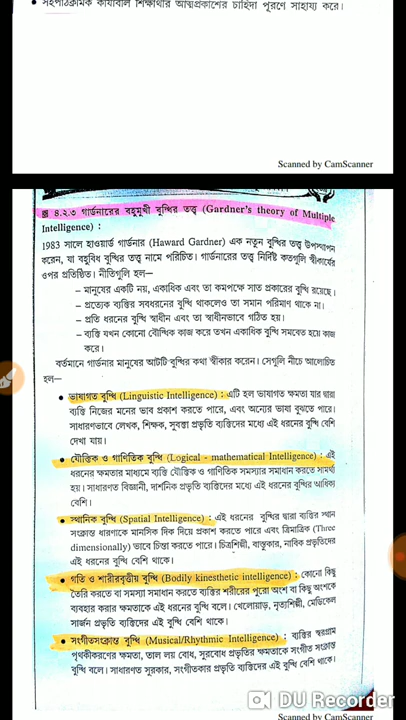 • সহপাঠক্রমিক কার্যাবলি শিক্ষার্থীর আত্মপ্রকাশের চাহিদা পূরণে সাহায্য করে।
Scanned by CamScanner
৪.২.৩ গার্ডনারের বহুমুখী বুদ্ধির তত্ত্ব (Gardner's theory of Multiple
Intelligence) :
1983 সালে হাওয়ার্ড গার্ডনার (Haward Gardner) এক নতুন বুদ্ধির তত্ত্ব উপস্থাপন
করেন, যা বহুবিধ বুদ্ধির তত্ত্ব নামে পরিচিত। গার্ডনারের তত্ত্ব নির্দিষ্ট কতগুলি স্বীকার্যের
ওপর প্রতিষ্ঠিত। নীতিগুলি হল—
– মানুষের একটি নয়, একাধিক এবং তা কমপক্ষে সাত প্রকারের বুদ্ধি রয়েছে।
– প্রত্যেক ব্যক্তির সবধরনের বুদ্ধি থাকলেও তা সমান পরিমাণ থাকে না।
– প্রতি ধরনের বুদ্ধি স্বাধীন এবং তা স্বাধীনভাবে গঠিত হয়।
– ব্যক্তি যখন কোনো বৌদ্ধিক কাজ করে তখন একাধিক বুদ্ধি সমবেত হয়ে কাজ
করে।
বর্তমানে গার্ডনার মানুষের আটটি বুদ্ধির কথা স্বীকার করেন। সেগুলি নীচে আলোচিত
হল—
• ভাষাগত বুদ্ধি (Linguistic Intelligence) : এটি হল ভাষাগত ক্ষমতা যার দ্বারা
ব্যক্তি নিজের মনের ভাব প্রকাশ করতে পারে, এবং অন্যের ভাষা বুঝতে পারে।
সাধারণভাবে লেখক, শিক্ষক, সুবক্তা প্রভৃতি ব্যক্তিদের মধ্যে এই ধরনের বুদ্ধি বেশি
দেখা যায়।
• যৌক্তিক ও গাণিতিক বুদ্ধি (Logical - mathematical Intelligence) : এই
ধরনের ক্ষমতার মাধ্যমে ব্যক্তি যৌক্তিক ও গাণিতিক সমস্যার সমাধান করতে সামর্থ্য
হয়। সাধারণত বিজ্ঞানী, দার্শনিক প্রভৃতি ব্যক্তিদের মধ্যে এই ধরনের বুদ্ধির আধিক্য
বেশি।
• স্থানিক বুদ্ধি (Spatial Intelligence) : এই ধরনের বুদ্ধির দ্বারা ব্যক্তির স্থান
সংক্রান্ত ধারণাকে মানসিক দিক দিয়ে প্রকাশ করতে পারে এবং ত্রিমাত্রিক (Three
dimensionally) ভাবে চিন্তা করতে পারে। চিত্রশিল্পী, বাস্তুকার, নাবিক প্রভৃতিদের
এই ধরনের বুদ্ধি বেশি থাকে।
• গতি ও শারীরবৃত্তীয় বুদ্ধি (Bodily kinesthetic intelligence) : কোনো কিছু
তৈরি করতে বা সমস্যা সমাধান করতে ব্যক্তির শরীরের পুরো অংশ বা কিছু অংশকে
ব্যবহার করার ক্ষমতাকে এই ধরনের বুদ্ধি বলে। খেলোয়াড়, নৃত্যশিল্পী, মেডিকেল
সার্জন প্রভৃতি ব্যক্তিদের এই বুদ্ধি বেশি থাকে।
• সংগীতসংক্রান্ত বুদ্ধি (Musical/Rhythmic Intelligence) : ব্যক্তির স্বরগ্রাম
পৃথকীকরণের ক্ষমতা, তাল লয় বোধ, সুরবোধ প্রভৃতির ক্ষমতাকে সংগীত সংক্রান্ত
বুদ্ধি বলে। সাধারণত সুরকার, সংগীতকার প্রভৃতি ব্যক্তিদের এই বুদ্ধি বেশি থাকে।
DU Recorder
Scanned by CamScanner